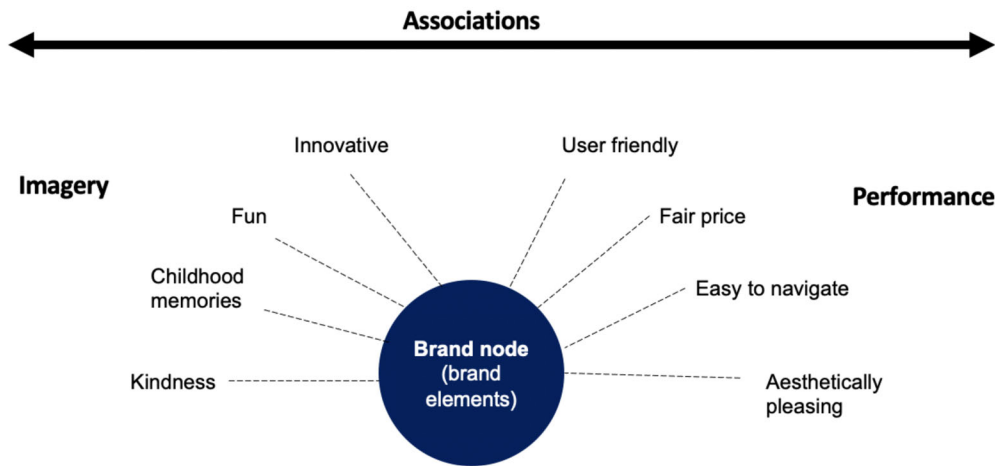 Associations
Innovative
User friendly
Imagery
Performance
Fun
Fair price
Childhood
memories
Easy to navigate
Brand node
(brand
elements)
Kindness
Aesthetically
pleasing